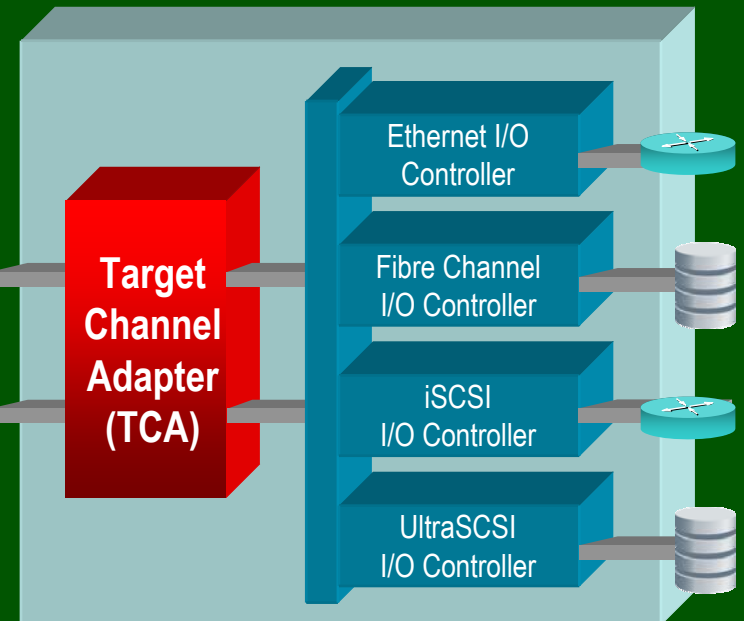 Target
Channel
Adapter
(TCA)
Ethernet I/O
Controller
Fibre Channel
I/O Controller
iSCSI
I/O Controller
UltraSCSI
I/O Controller